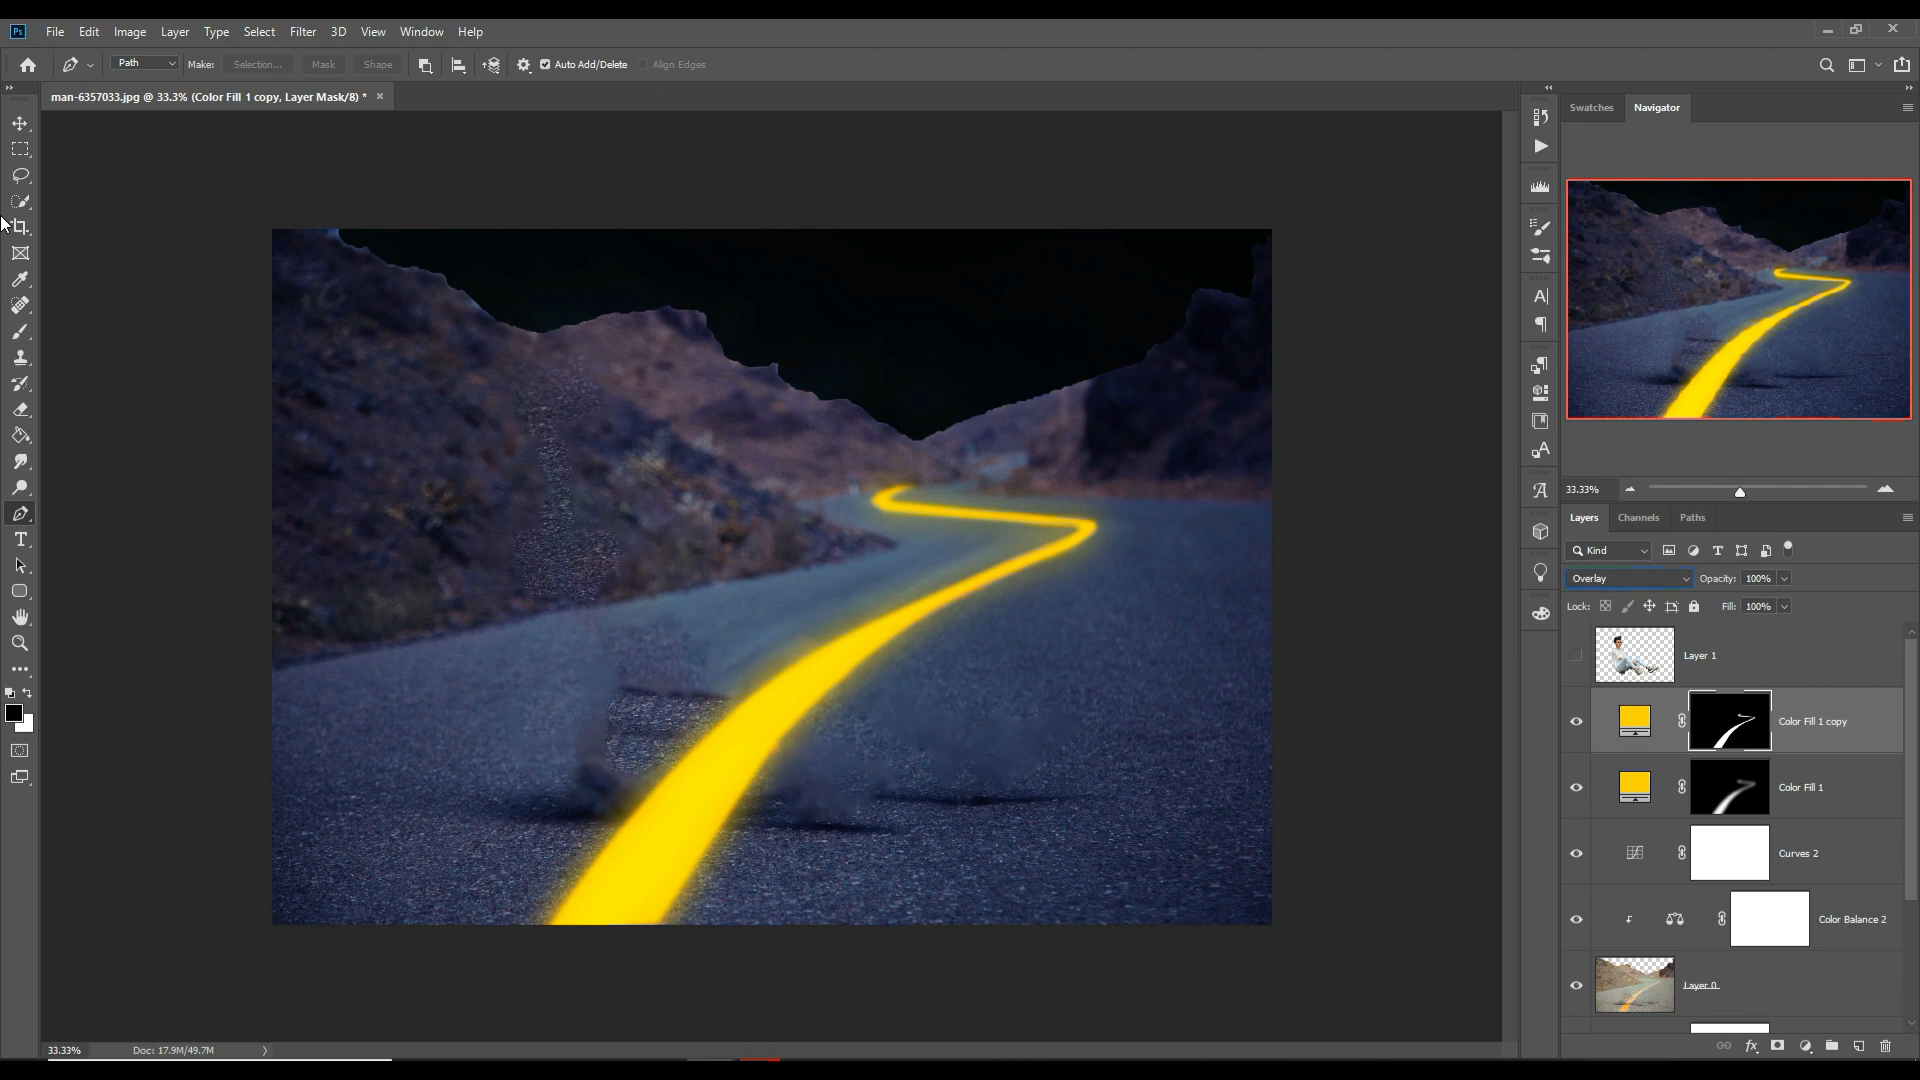 Ps File Edit Image Layer Type Select Filter 3D View Window Help
Path Make: Selection... Mask Shape Auto Add/Delete Align Edges
man-6357033.jpg @ 33.3% (Color Fill 1 copy, Layer Mask/8) * ×
Swatches Navigator
33.33%
Layers Channels Paths
Kind
Overlay Opacity: 100%
Lock: Fill: 100%
Layer 1
Color Fill 1 copy
Color Fill 1
Curves 2
Color Balance 2
Layer 0
33.33% Doc: 17.9M/49.7M